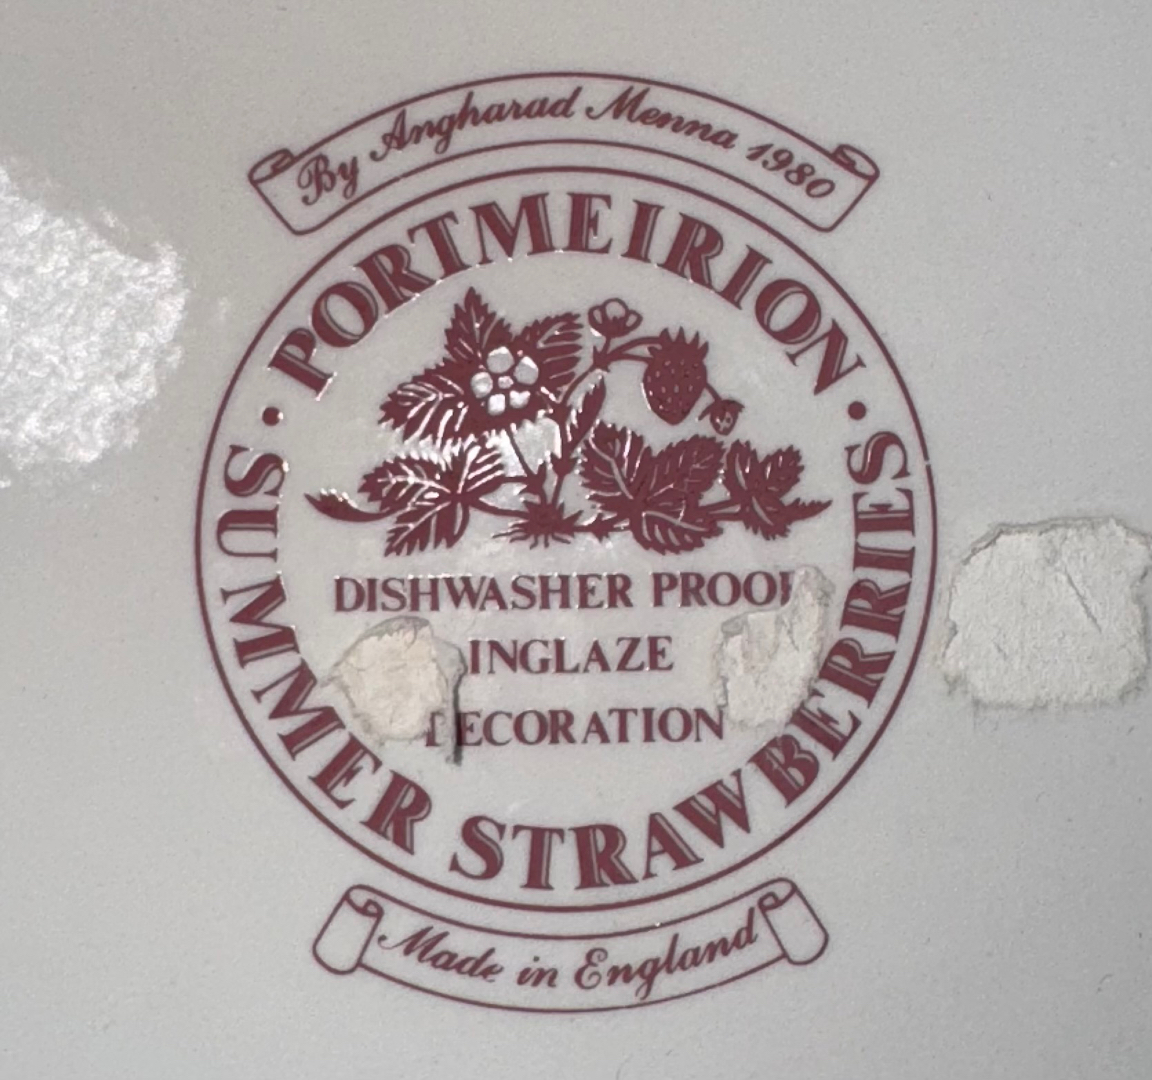 By Angharad Menna 1980
PORTMEIRION
DISHWASHER PROOF
INGLAZE
DECORATION
SUMMER STRAWBERRIES
Made in England